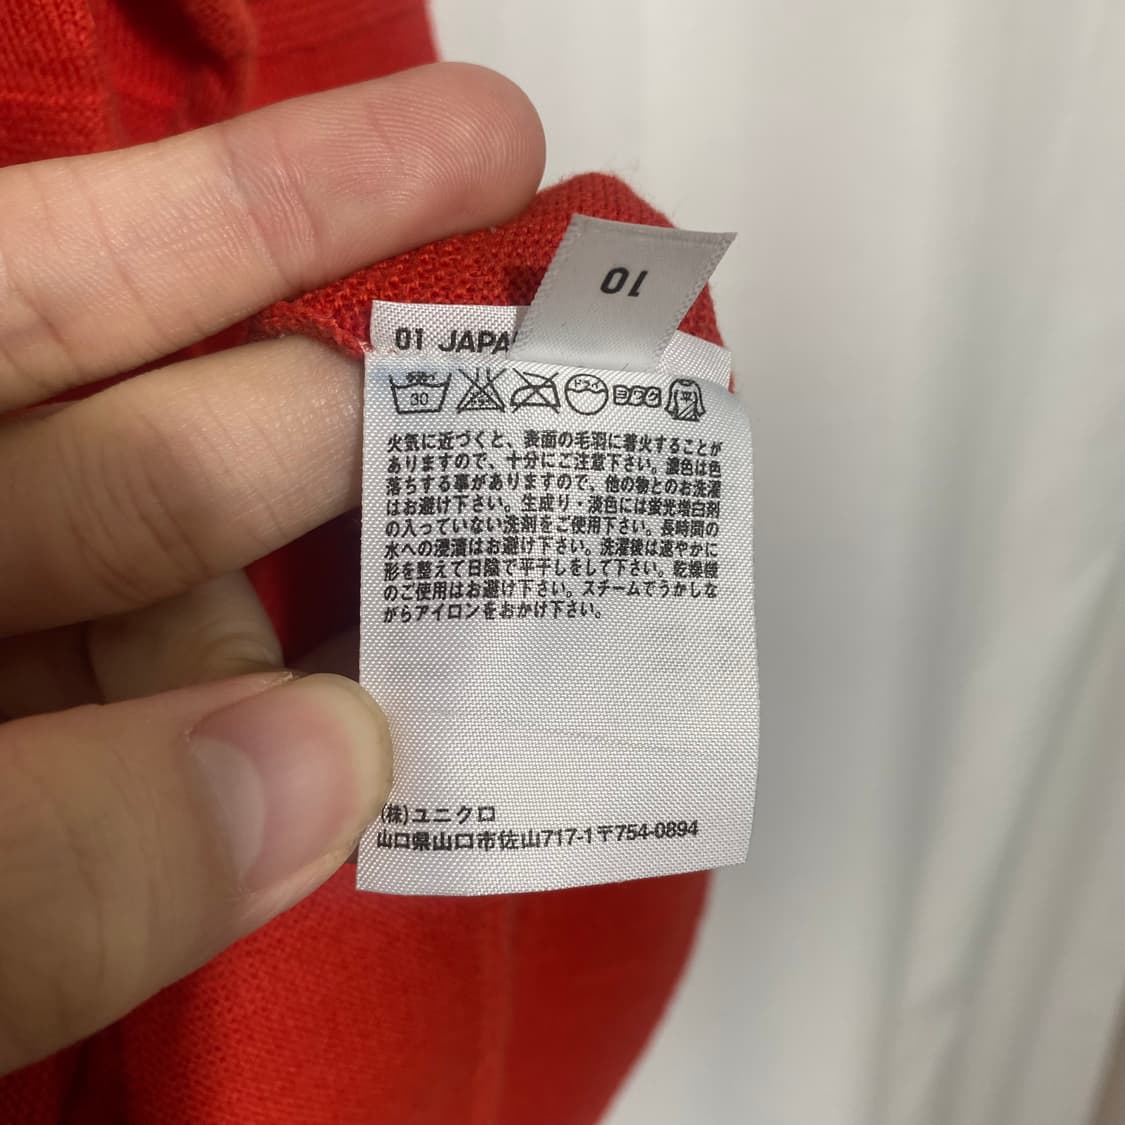 10
01 JAPA
30
ドライ
ヨワク
平
火気に近づくと、表面の毛羽に着火することが
ありますので、十分にご注意下さい。濃色は色
落ちする事がありますので、他の物とのお洗濯
はお避け下さい。生成り・淡色には蛍光増白剤
の入っていない洗剤をご使用下さい。長時間の
水への浸漬はお避け下さい。洗濯後は速やかに
形を整えて日陰で平干しをして下さい。乾燥機
のご使用はお避け下さい。スチームでうかしな
がらアイロンをおかけ下さい。
(株)ユニクロ
山口県山口市佐山717-1〒754-0894